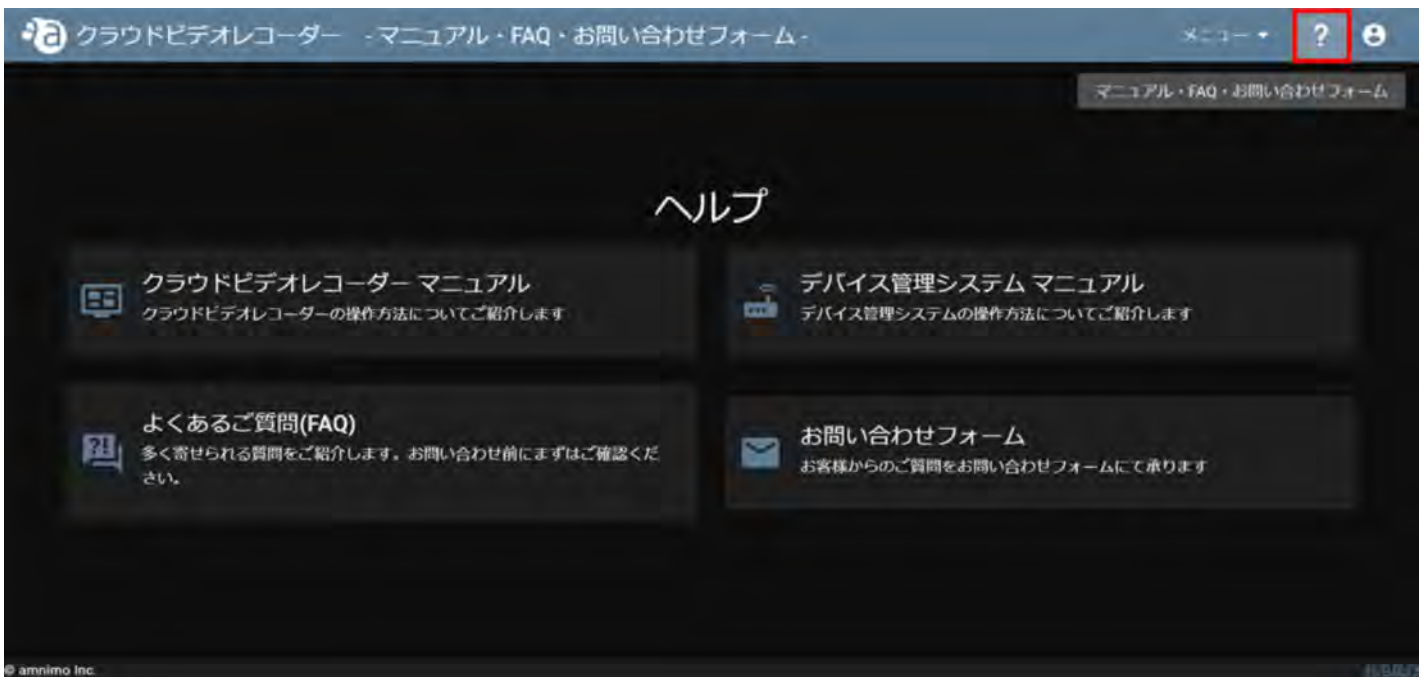 クラウドビデオレコーダー - マニュアル・FAQ・お問い合わせフォーム -
メニュー
?
マニュアル・FAQ・お問い合わせフォーム
ヘルプ
クラウドビデオレコーダー マニュアル
クラウドビデオレコーダーの操作方法についてご紹介します
デバイス管理システム マニュアル
デバイス管理システムの操作方法についてご紹介します
よくあるご質問(FAQ)
多く寄せられる質問をご紹介します。お問い合わせ前にまずはご確認くだ
さい。
お問い合わせフォーム
お客様からのご質問をお問い合わせフォームにて承ります
© amnimo Inc.